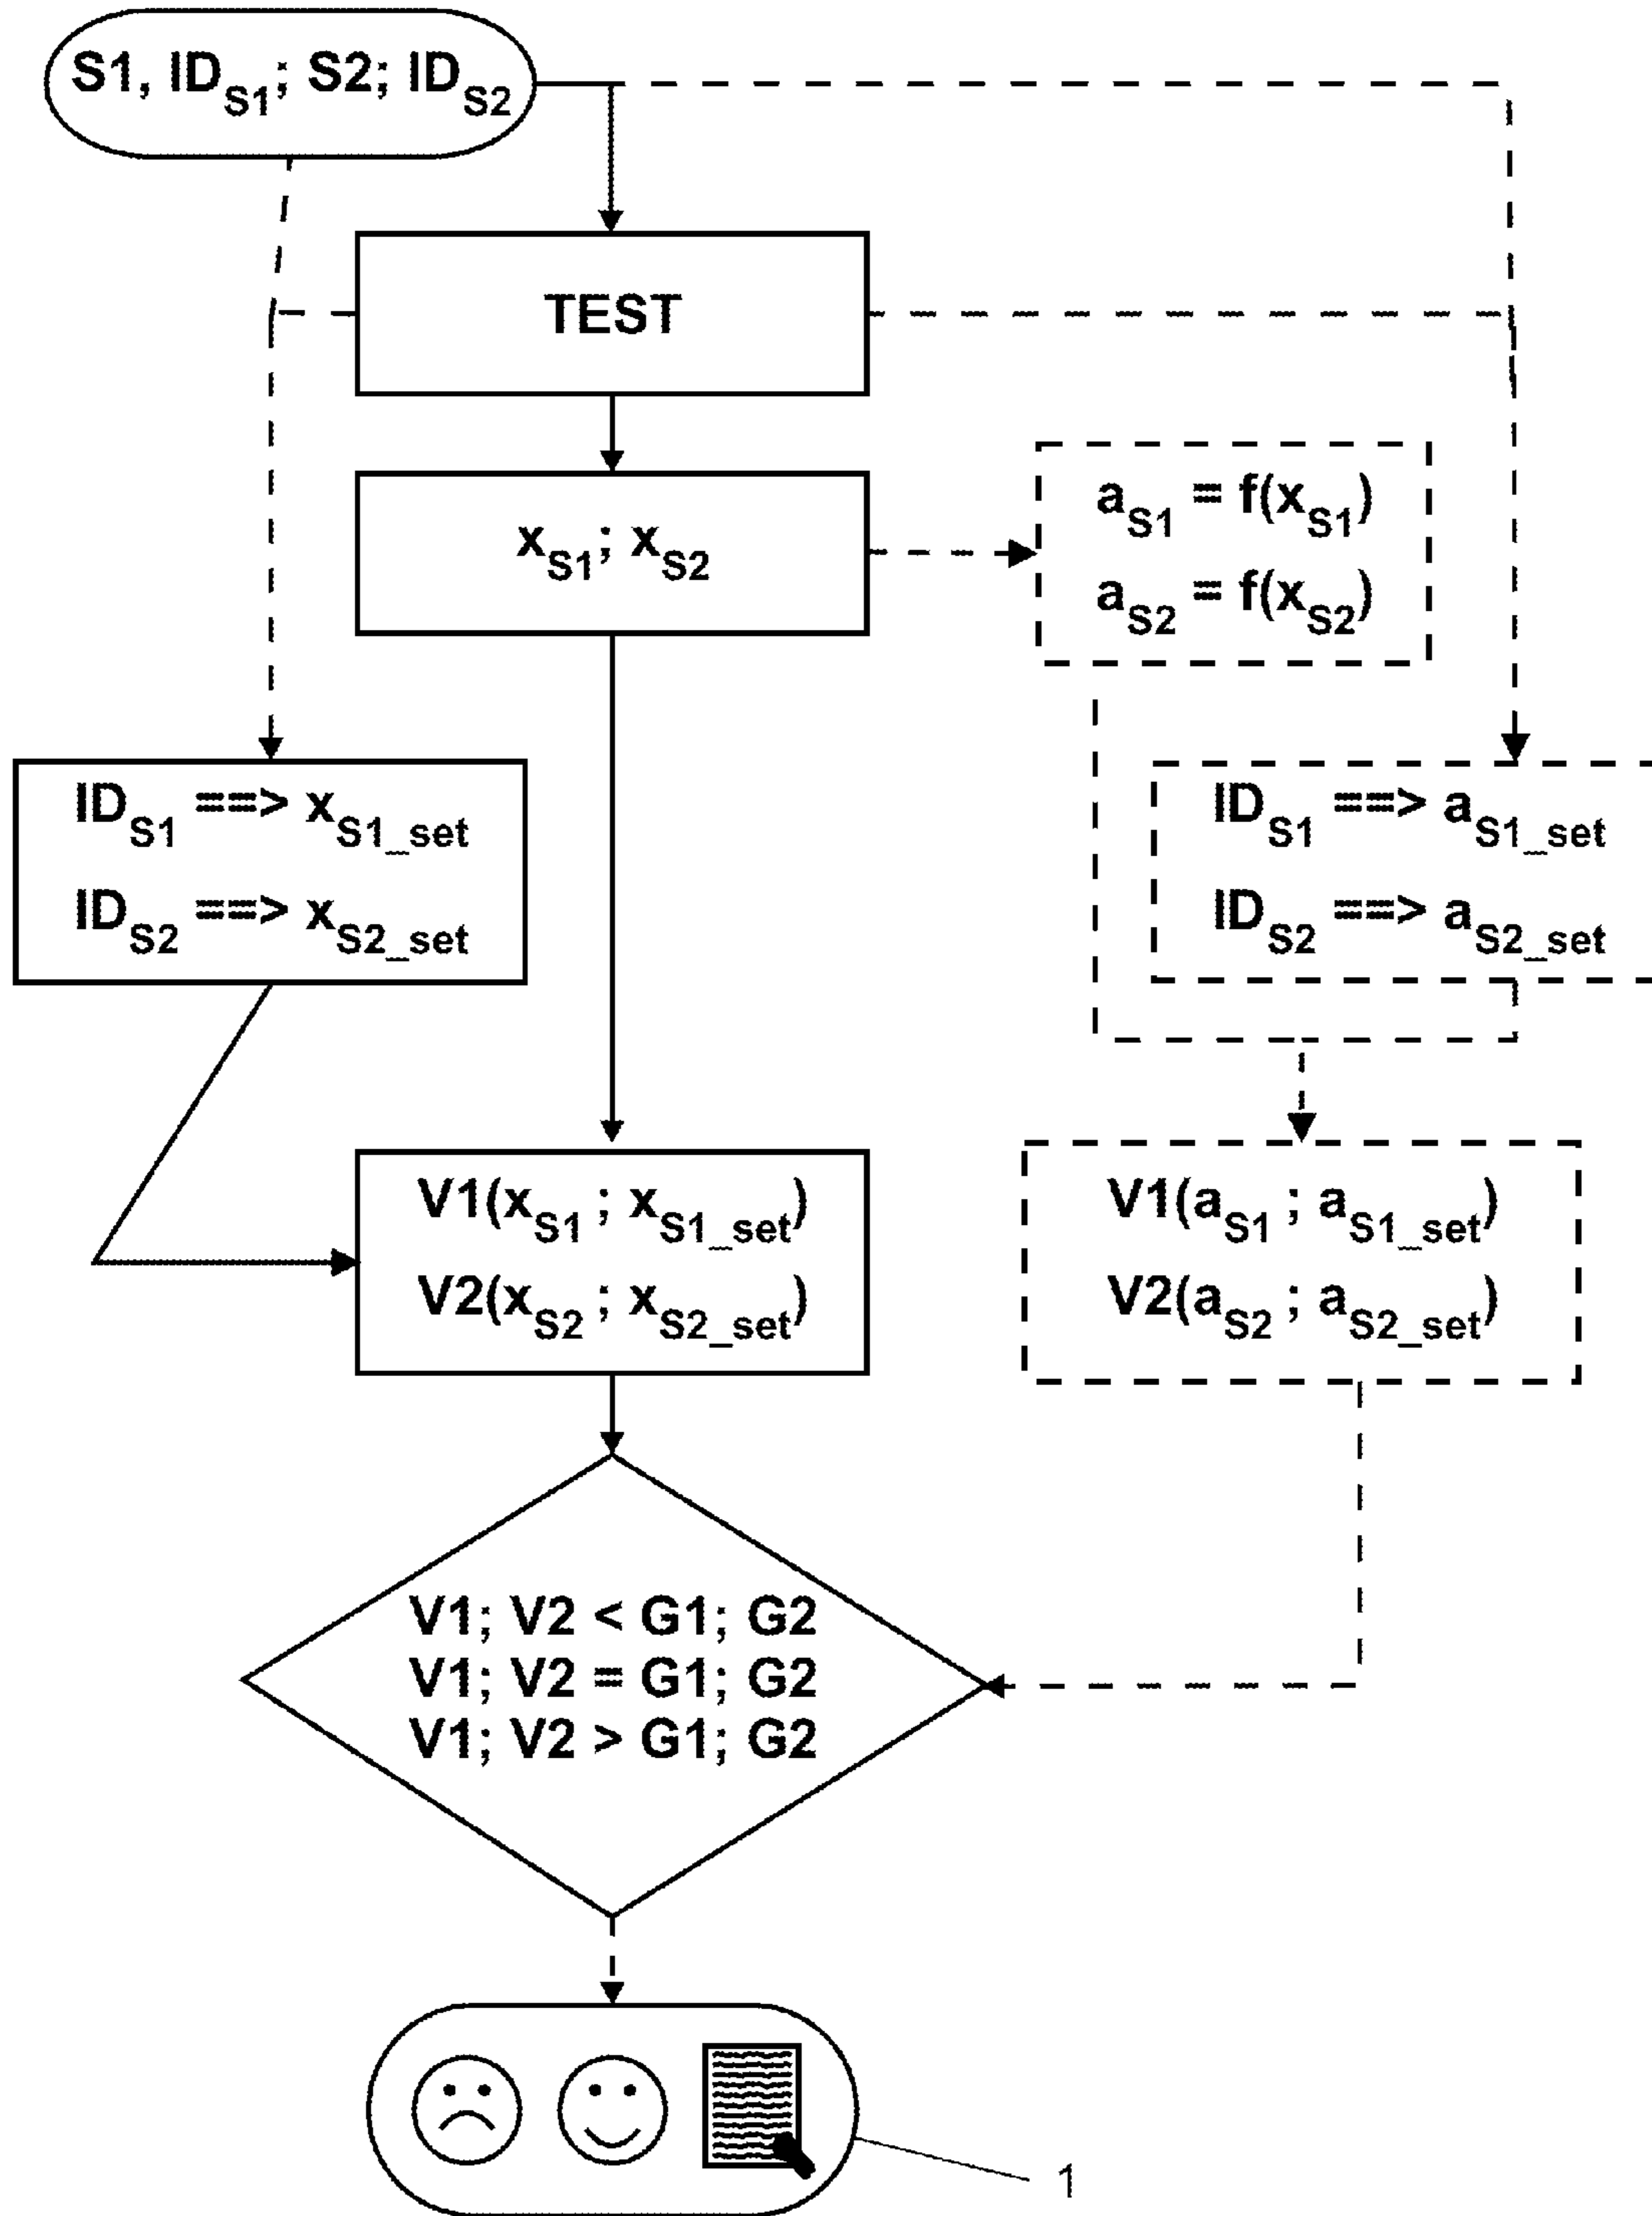 S1, ID_S1; S2; ID_S2
TEST
x_S1; x_S2
a_S1 = f(x_S1)
a_S2 = f(x_S2)
ID_S1 ==> x_S1_set
ID_S2 ==> x_S2_set
ID_S1 ==> a_S1_set
ID_S2 ==> a_S2_set
V1(x_S1 ; x_S1_set)
V2(x_S2 ; x_S2_set)
V1(a_S1 ; a_S1_set)
V2(a_S2 ; a_S2_set)
V1; V2 < G1; G2
V1; V2 = G1; G2
V1; V2 > G1; G2
1